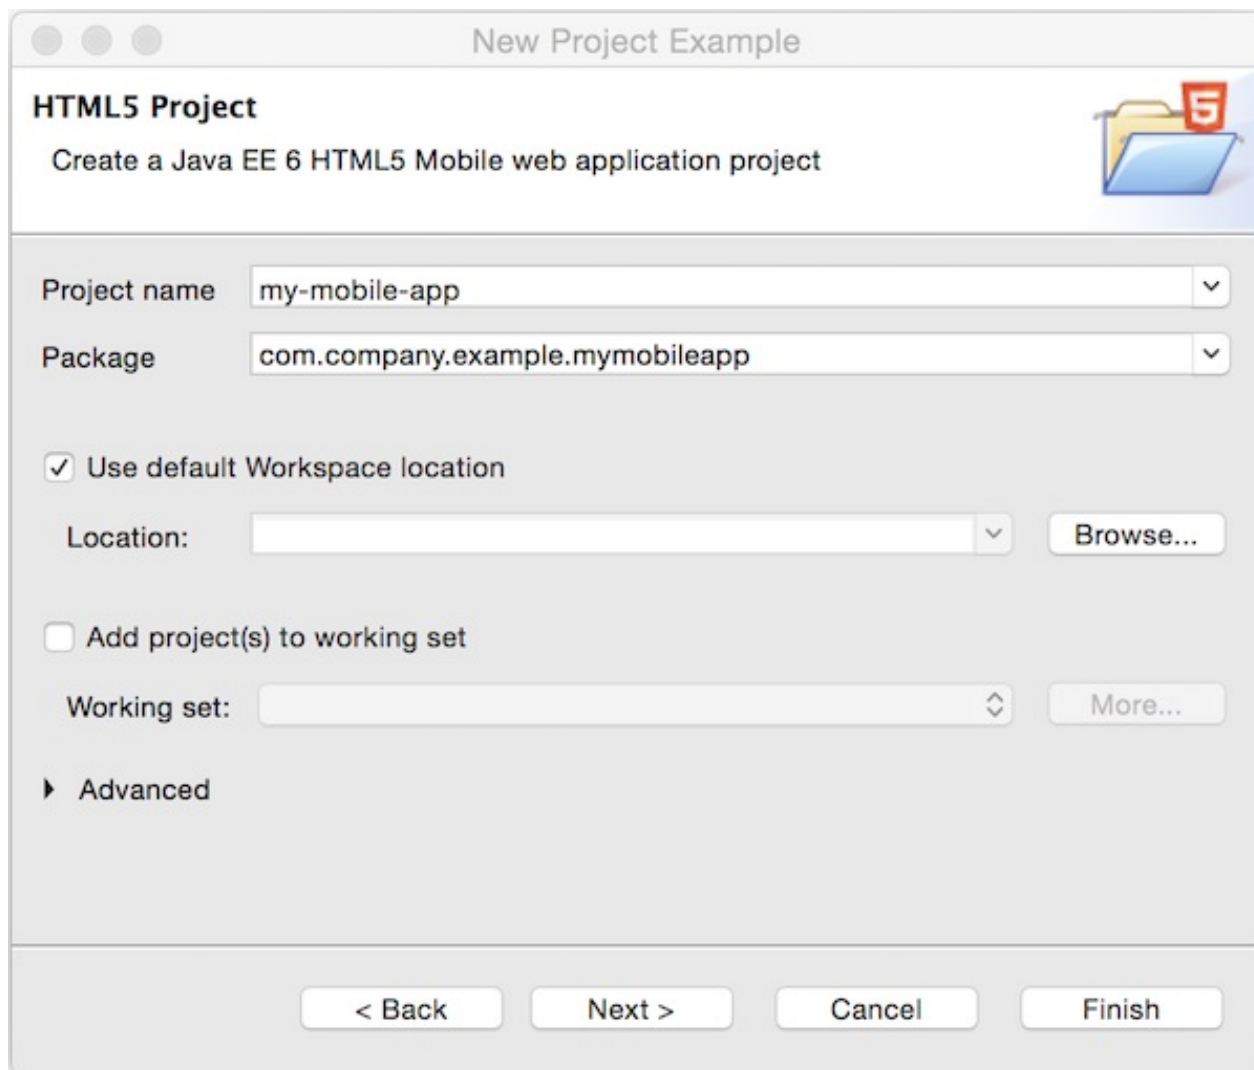 New Project Example
HTML5 Project
5
Create a Java EE 6 HTML5 Mobile web application project
Project name my-mobile-app
Package com.company.example.mymobileapp
Use default Workspace location
Location: Browse...
Add project(s) to working set
Working set: More...
Advanced
< Back Next > Cancel Finish